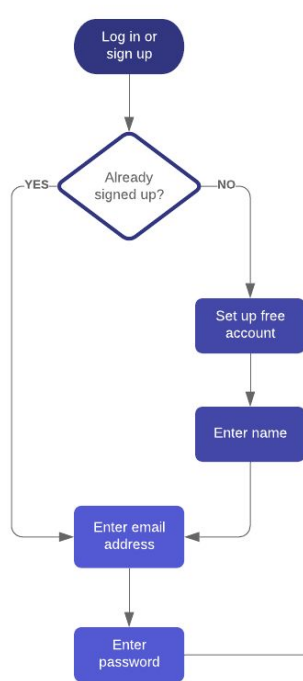 Log in or
sign up
Already
signed up?
YES
NO
Set up free
account
Enter name
Enter email
address
Enter
password